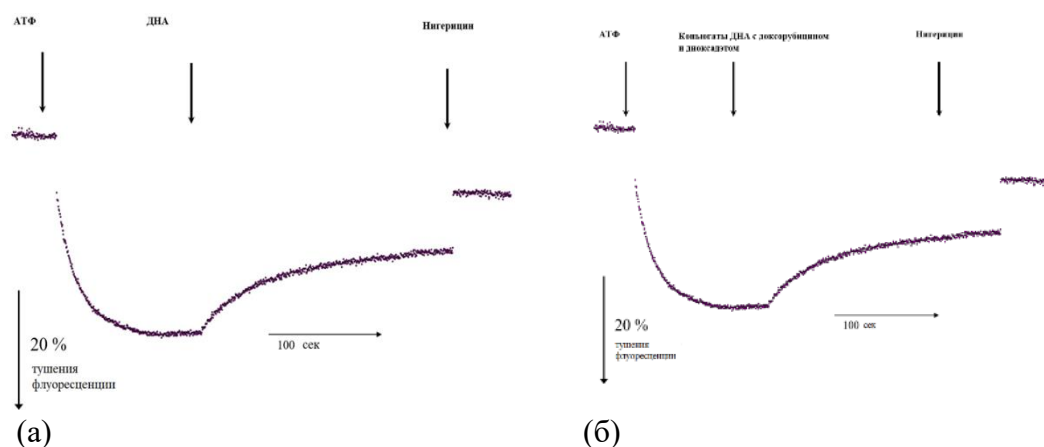 АТФ
ДНА
Нигерицин
20 %
тушения
флуоресценции
100 сек
(а)
АТФ
Коньюгаты ДНА с доксорубицином
и диоксадэтом
Нигерицин
20 %
тушения
флуоресценции
100 сек
(б)